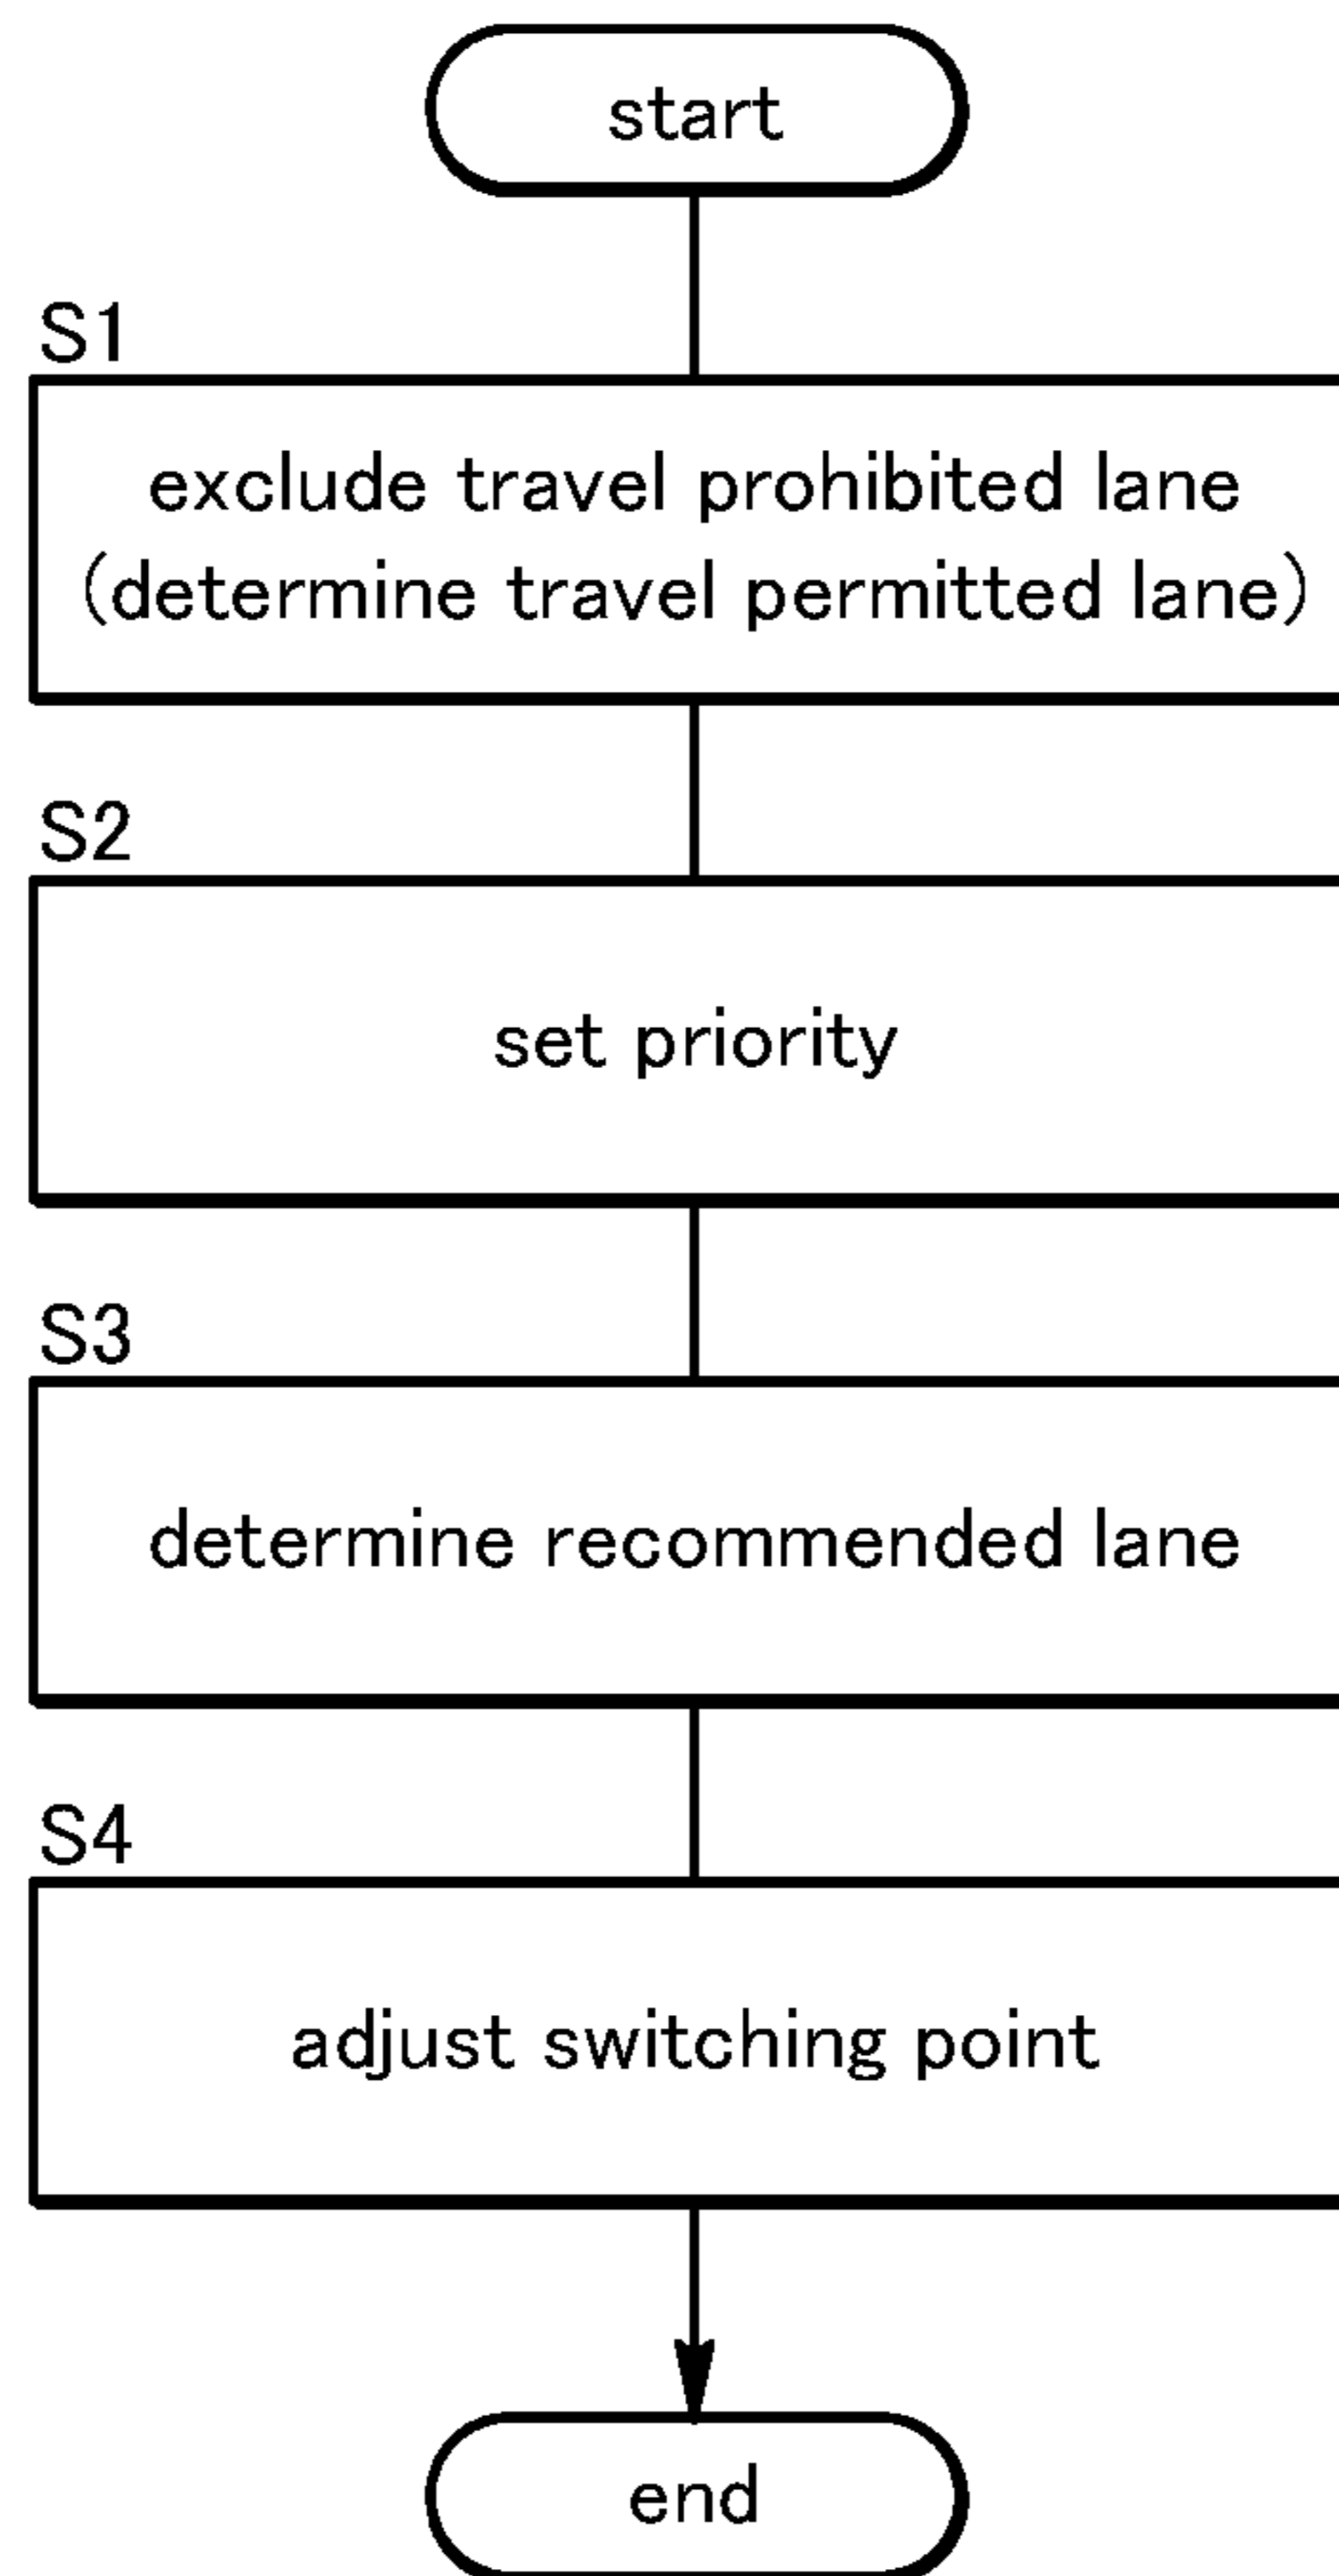 start
S1
exclude travel prohibited lane
(determine travel permitted lane)
S2
set priority
S3
determine recommended lane
S4
adjust switching point
end